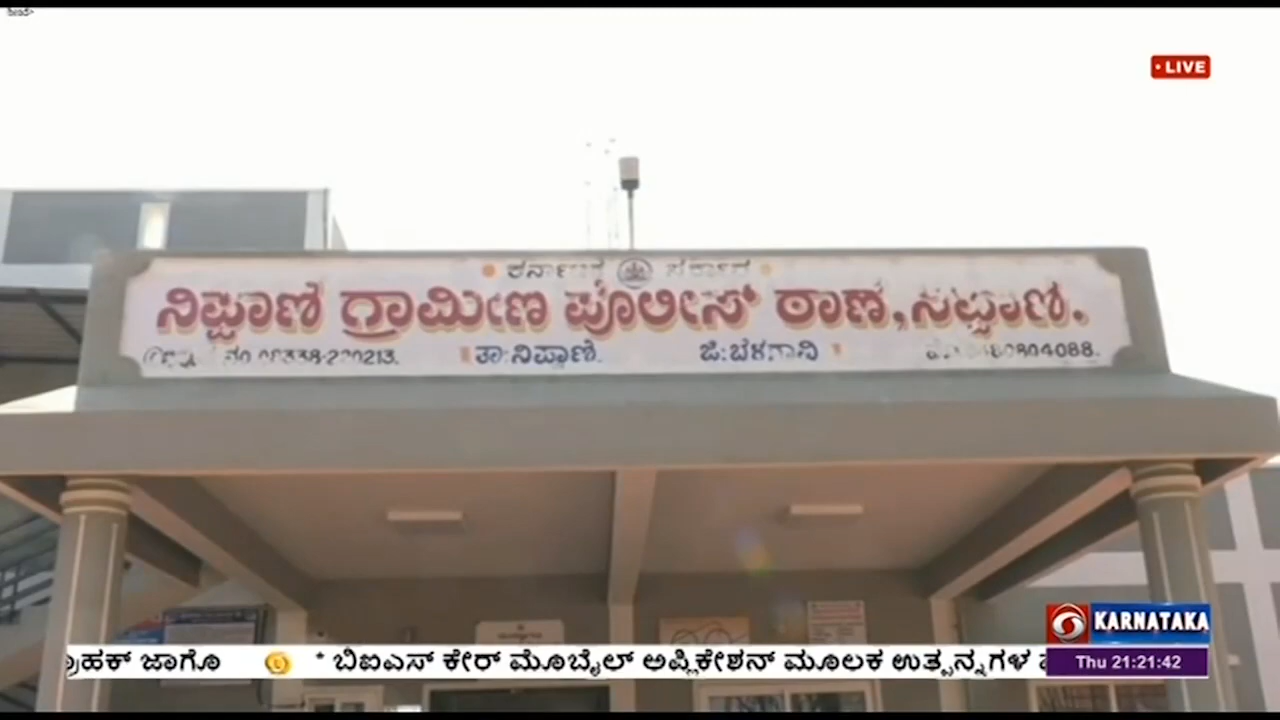 LIVE
ಕರ್ನಾಟಕ ಸರ್ಕಾರ
ನಿಪ್ಪಾಣಿ ಗ್ರಾಮೀಣ ಪೊಲೀಸ್ ಠಾಣೆ, ನಿಪ್ಪಾಣಿ.
ತಾ:ನಿಪ್ಪಾಣಿ. ಜಿ:ಬೆಳಗಾವಿ
KARNATAKA
ಗ್ರಾಹಕ್ ಜಾಗೊ * ಬಿಐಎಸ್ ಕೇರ್ ಮೊಬೈಲ್ ಅಪ್ಲಿಕೇಶನ್ ಮೂಲಕ ಉತ್ಪನ್ನಗಳ
Thu 21:21:42